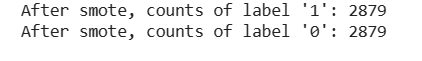 After smote, counts of label '1': 2879
After smote, counts of label '0': 2879